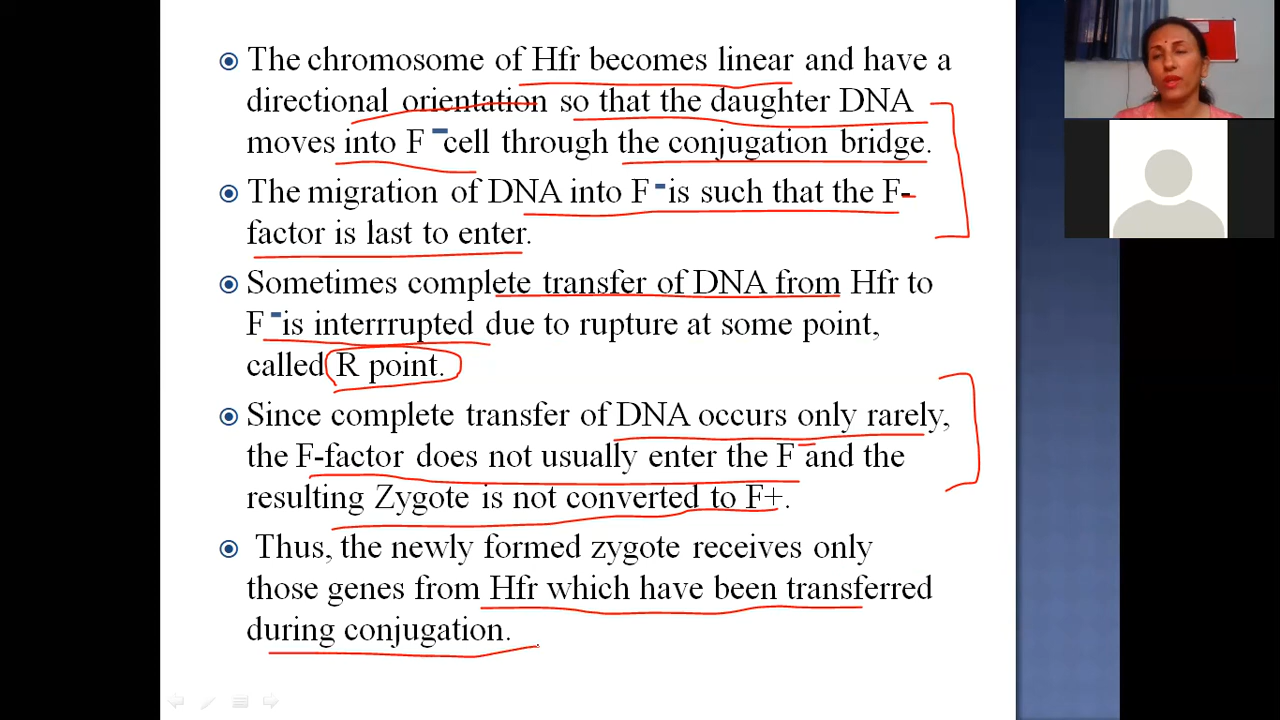 The chromosome of Hfr becomes linear and have a
directional orientation so that the daughter DNA
moves into F - cell through the conjugation bridge.
The migration of DNA into F - is such that the F-
factor is last to enter.
Sometimes complete transfer of DNA from Hfr to
F - is interrrupted due to rupture at some point,
called R point.
Since complete transfer of DNA occurs only rarely,
the F-factor does not usually enter the F and the
resulting Zygote is not converted to F+.
Thus, the newly formed zygote receives only
those genes from Hfr which have been transferred
during conjugation.